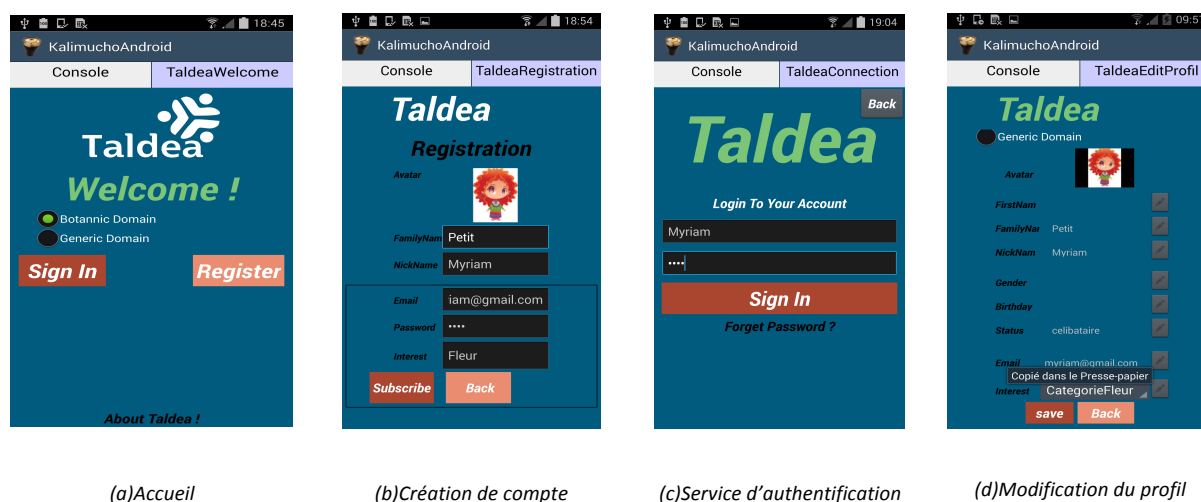 18:45
KalimuchoAndroid
Console
TaldeaWelcome
Taldea
Welcome !
Botannic Domain
Generic Domain
Sign In
Register
About Taldea !
(a)Accueil
18:54
KalimuchoAndroid
Console
TaldeaRegistration
Taldea
Registration
Avatar
FamilyNam
Petit
NickName
Myriam
Email
iam@gmail.com
Password
••••
Interest
Fleur
Subscribe
Back
(b)Création de compte
19:04
KalimuchoAndroid
Console
TaldeaConnection
Back
Taldea
Login To Your Account
Myriam
••••
Sign In
Forget Password ?
(c)Service d’authentification
09:5
KalimuchoAndroid
Console
TaldeaEditProfil
Taldea
Generic Domain
Avatar
FirstNam
FamilyNar
Petit
NickNam
Myriam
Gender
Birthday
Status
celibataire
Email
myriam@gmail.com
Copié dans le Presse-papier
Interest
CategorieFleur
save
Back
(d)Modification du profil